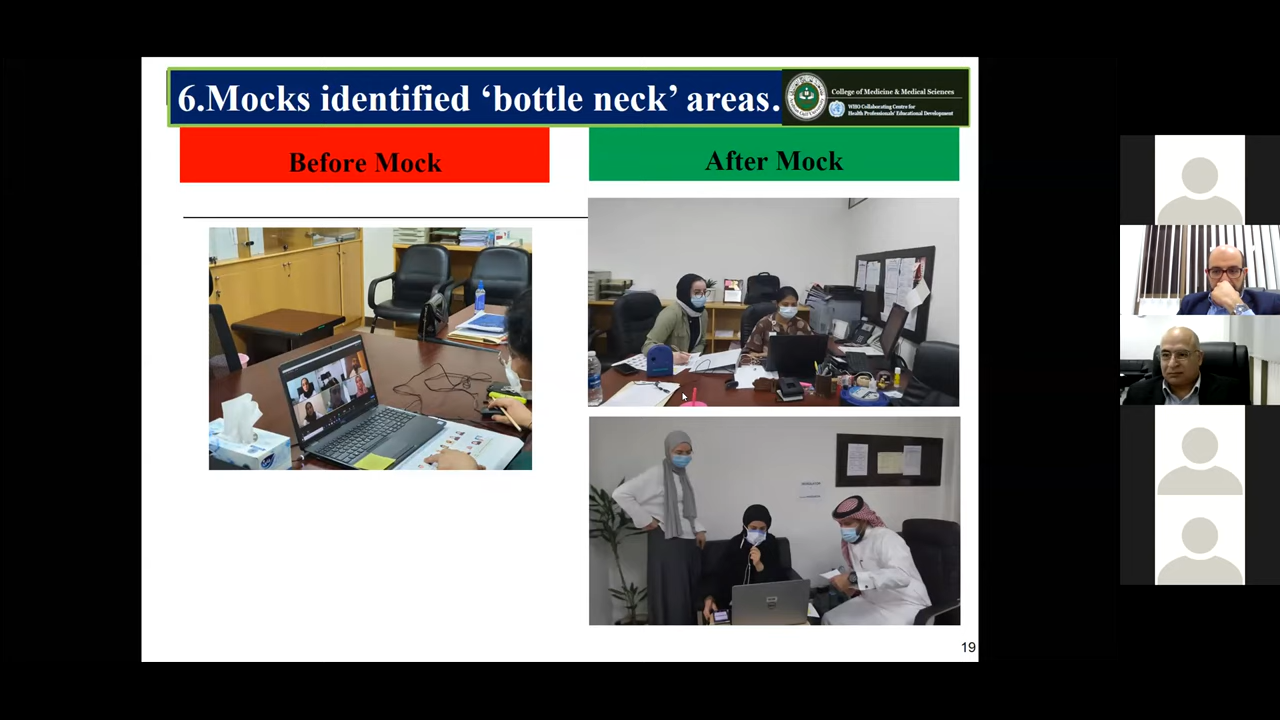 6.Mocks identified ‘bottle neck’ areas.
College of Medicine & Medical Sciences
WHO Collaborating Centre for
Health Professionals' Educational Development
Before Mock
After Mock
19